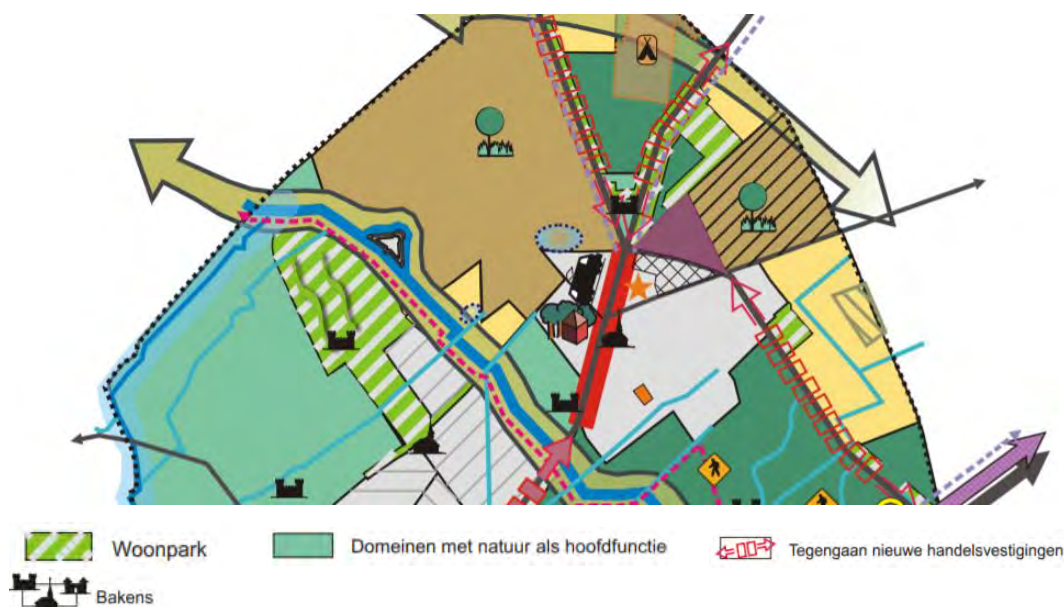 Woonpark
Domeinen met natuur als hoofdfunctie
Tegengaan nieuwe handelsvestigingen
Bakens